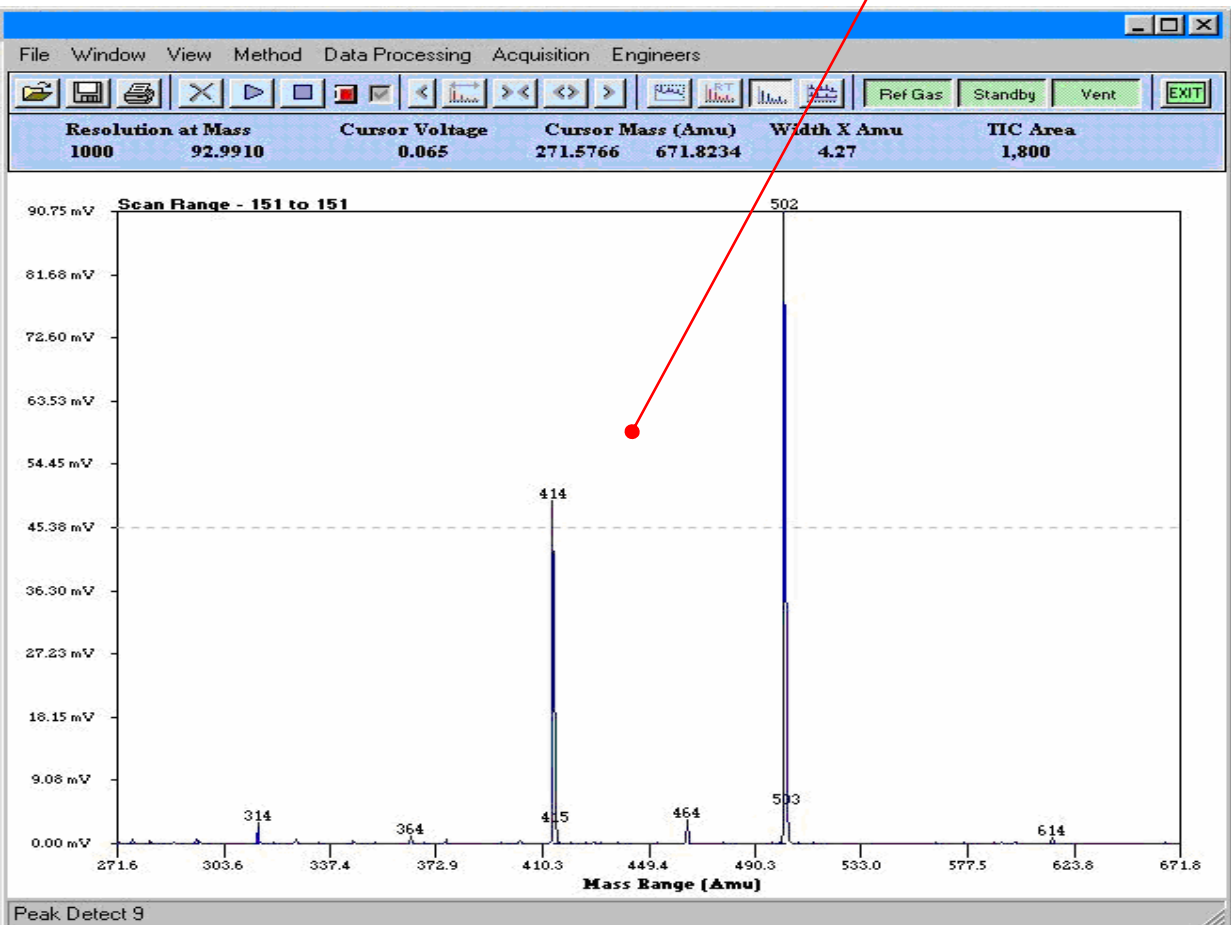 File Window View Method Data Processing Acquisition Engineers
RT Ref Gas Standby Vent EXIT
Resolution at Mass Cursor Voltage Cursor Mass (Amu) Width X Amu TIC Area
1000 92.9910 0.065 271.5766 671.8234 4.27 1,800
Scan Range - 151 to 151
90.75 mV 502
81.68 mV
72.60 mV
63.53 mV
54.45 mV
414
45.38 mV
36.30 mV
27.23 mV
18.15 mV
9.08 mV
503
314 364 415 464 614
0.00 mV
271.6 303.6 337.4 372.9 410.3 449.4 490.3 533.0 577.5 623.8 671.8
Mass Range (Amu)
Peak Detect 9